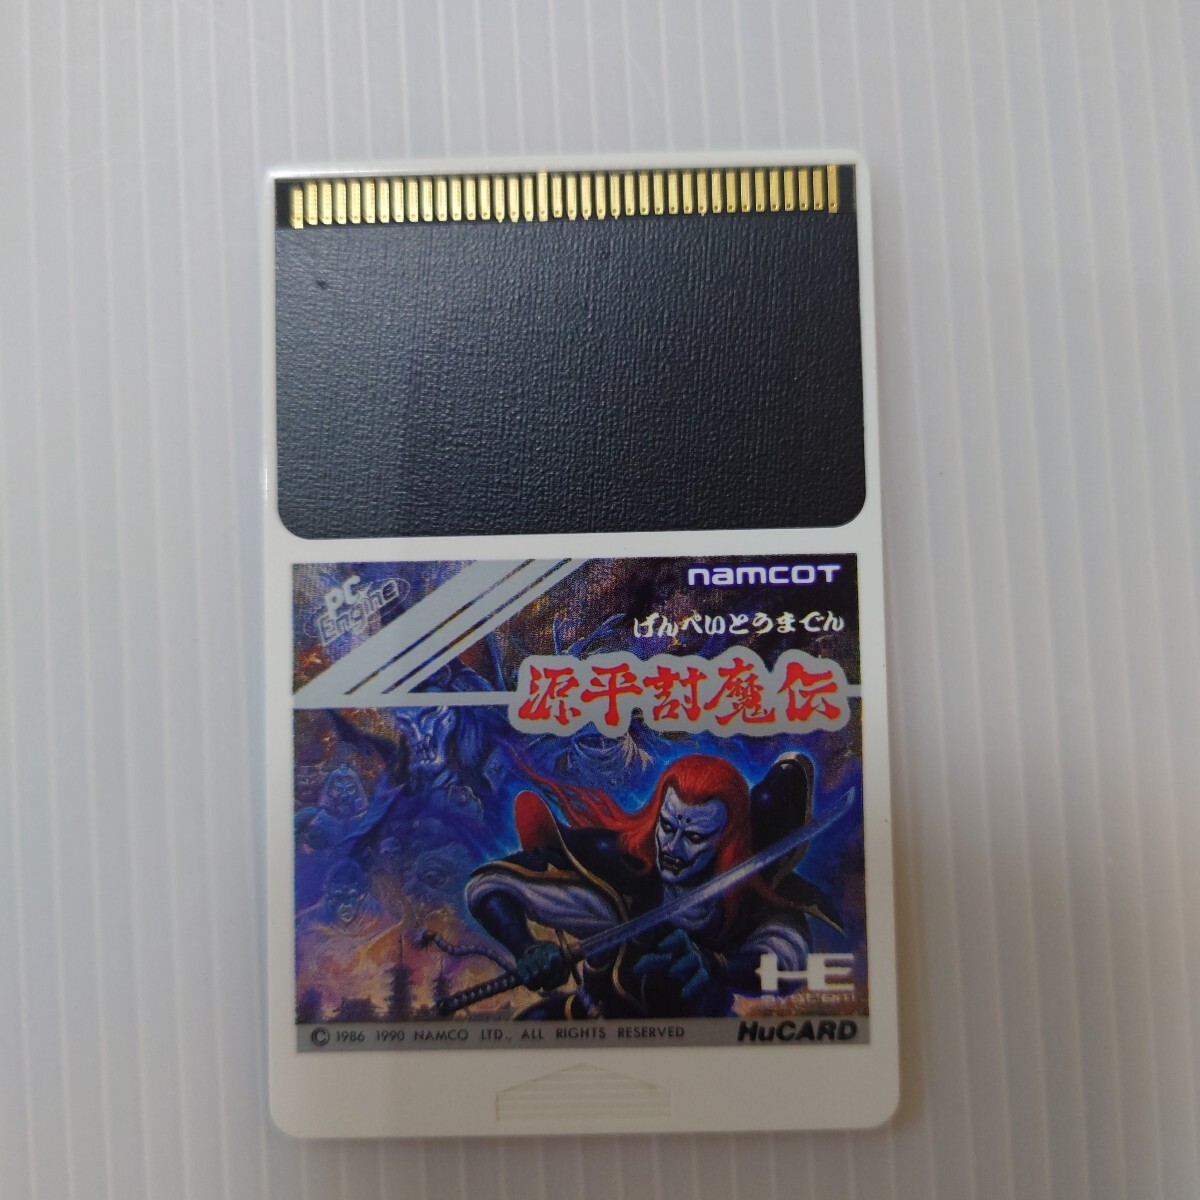 PC Engine
namcoT
げんぺいとうまでん
源平討魔伝
HE SYSTEM
© 1986 1990 NAMCO LTD., ALL RIGHTS RESERVED
HuCARD